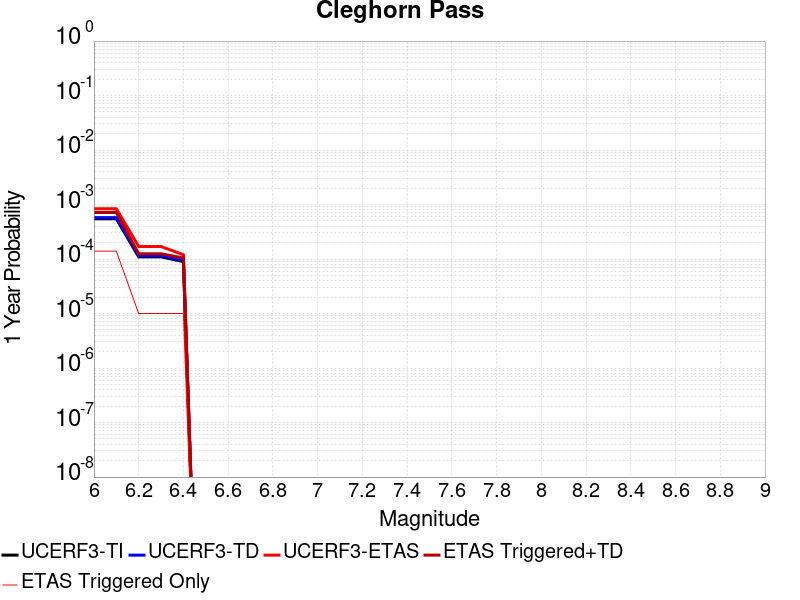 Cleghorn Pass
10^0
10^-1
10^-2
10^-3
10^-4
10^-5
10^-6
10^-7
10^-8
1 Year Probability
6 6.2 6.4 6.6 6.8 7 7.2 7.4 7.6 7.8 8 8.2 8.4 8.6 8.8 9
Magnitude
UCERF3-TI UCERF3-TD UCERF3-ETAS ETAS Triggered+TD
ETAS Triggered Only